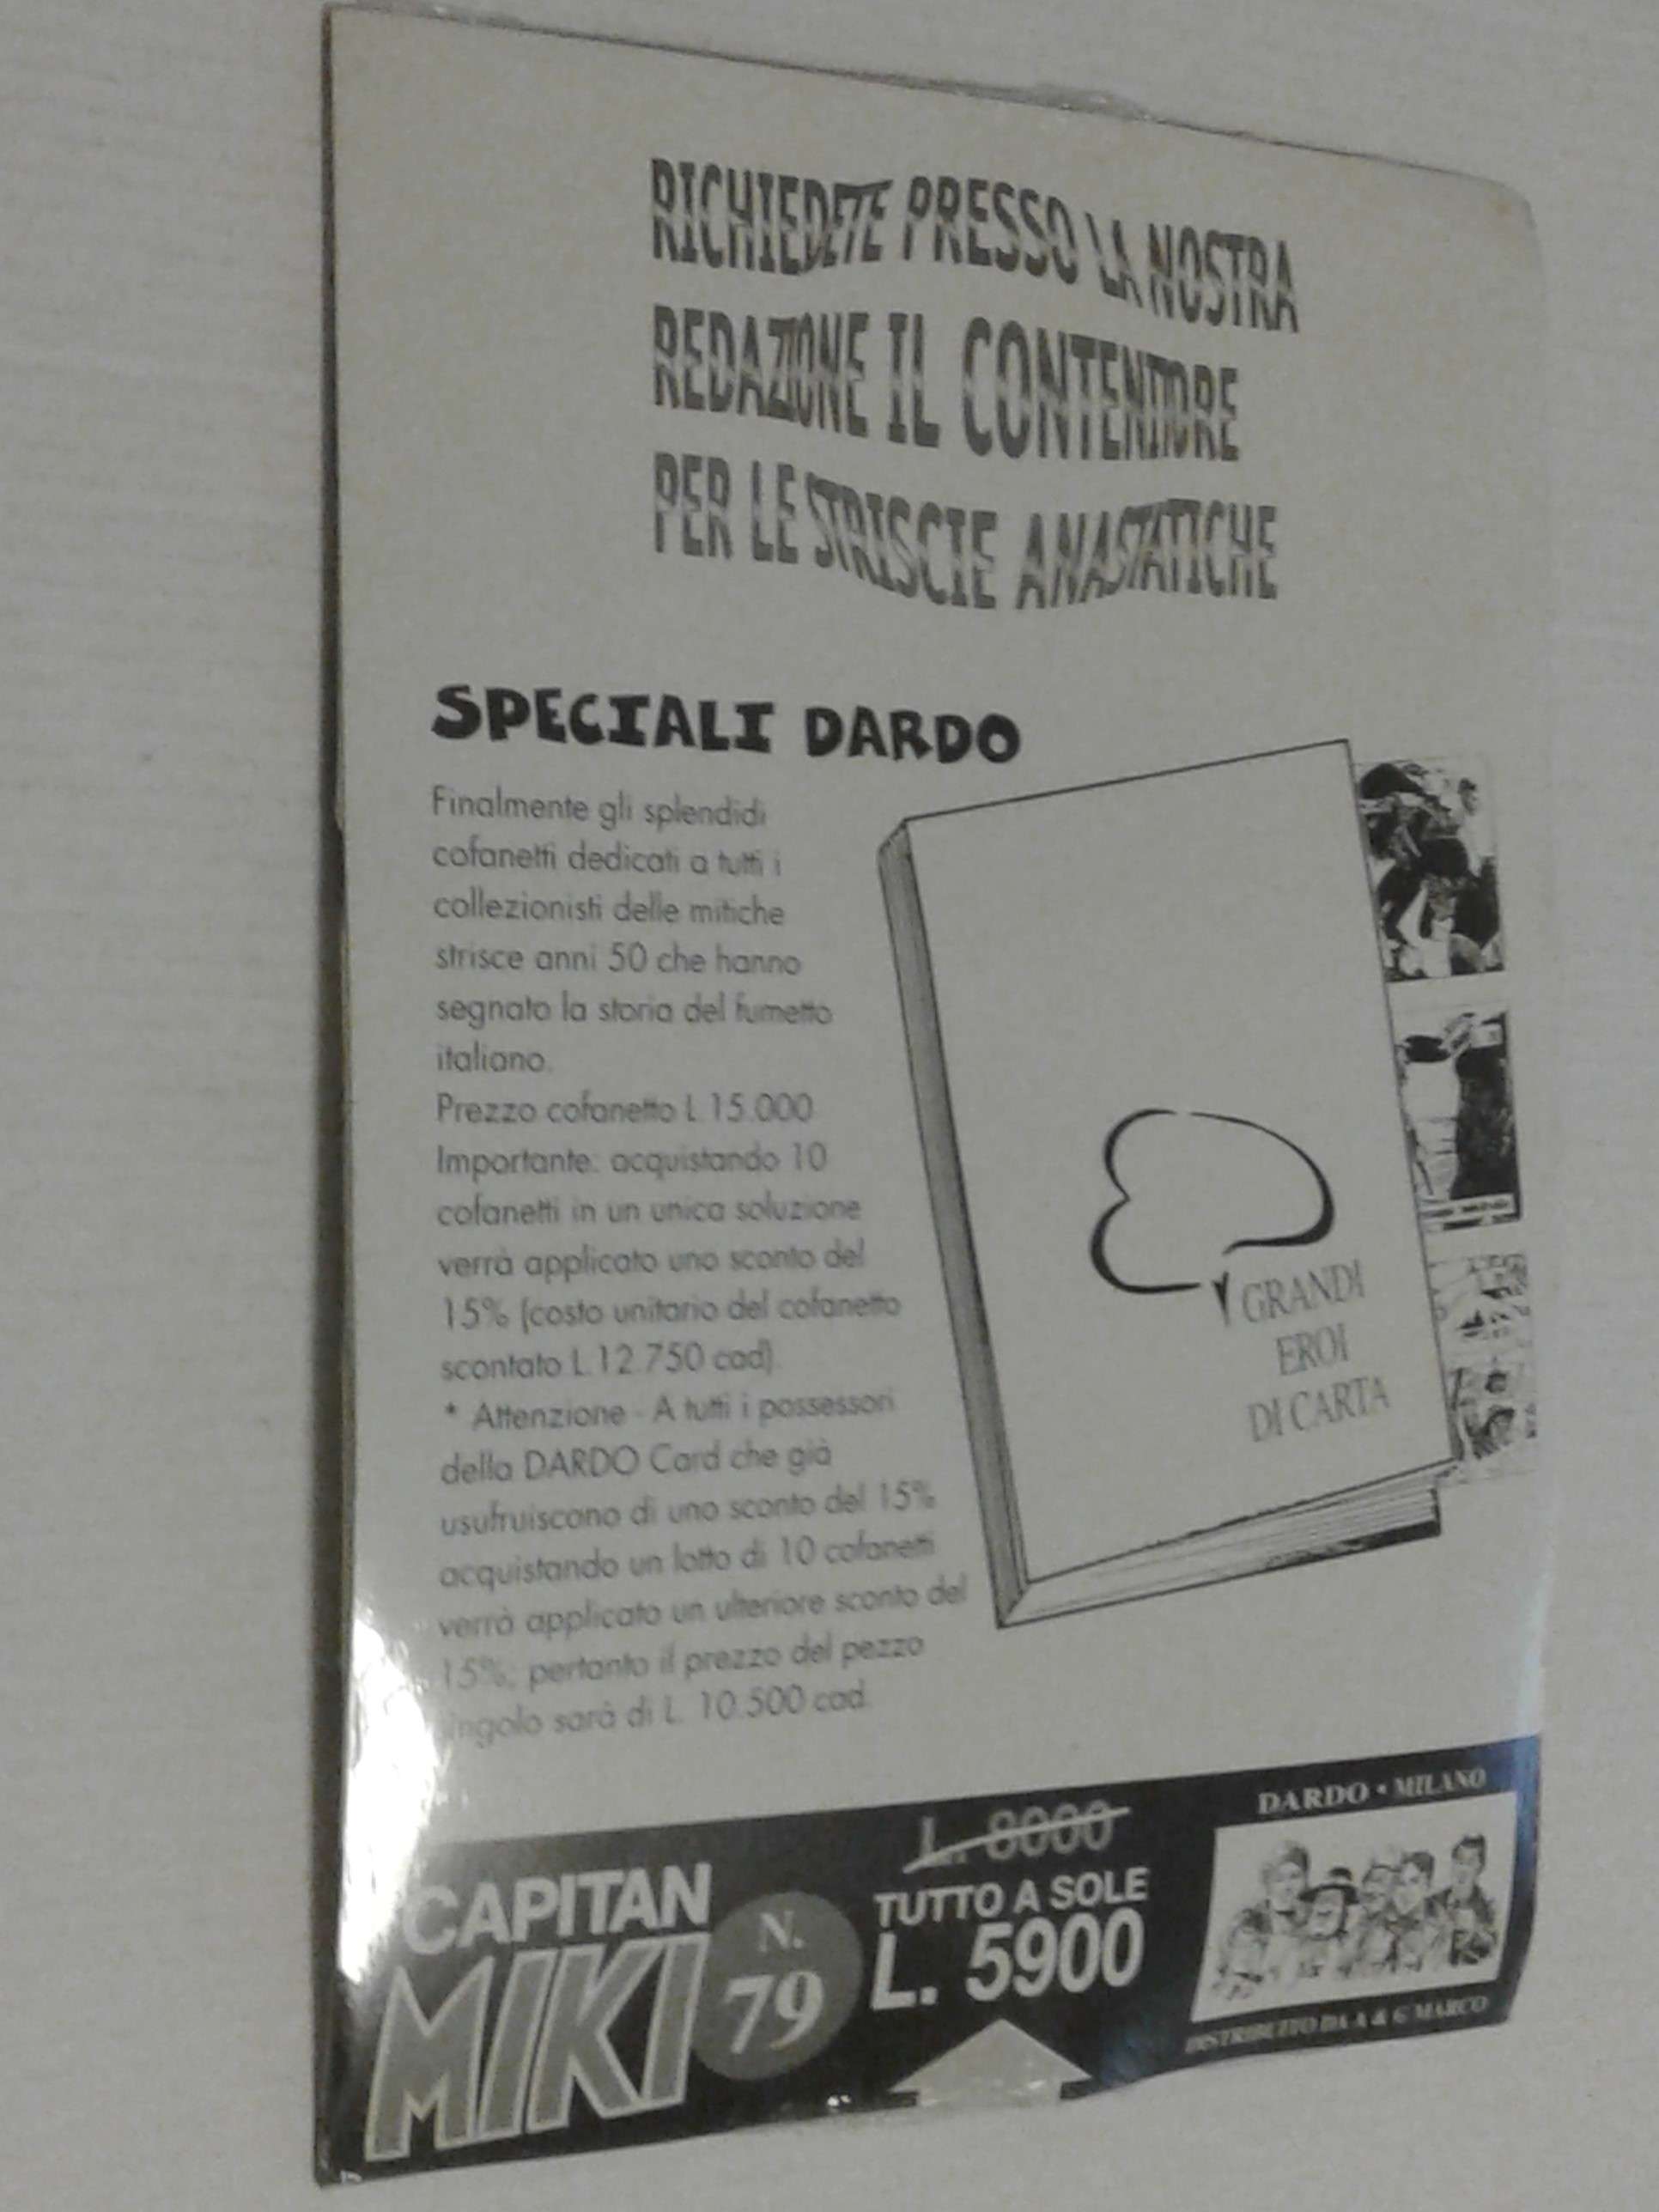 RICHIEDETE PRESSO LA NOSTRA
REDAZIONE IL CONTENITORE
PER LE STRISCIE ANASTATICHE
SPECIALI DARDO
Finalmente gli splendidi
cofanetti dedicati a tutti i
collezionisti delle mitiche
strisce anni 50 che hanno
segnato la storia del fumetto
italiano.
Prezzo cofanetto L.15.000
Importante: acquistando 10
cofanetti in un unica soluzione
verrà applicato uno sconto del
15% (costo unitario del cofanetto
scontato L.12.750 cad).
* Attenzione - A tutti i possessori
della DARDO Card che già
usufruiscono di uno sconto del 15%
acquistando un lotto di 10 cofanetti
verrà applicato un ulteriore sconto del
15%; pertanto il prezzo del pezzo
singolo sarà di L. 10.500 cad.
I GRANDI
EROI
DI CARTA
CAPITAN
MIKI
N.
79
L. 8000
TUTTO A SOLE
L. 5900
DARDO • MILANO
DISTRIBUITO DA A & G MARCO